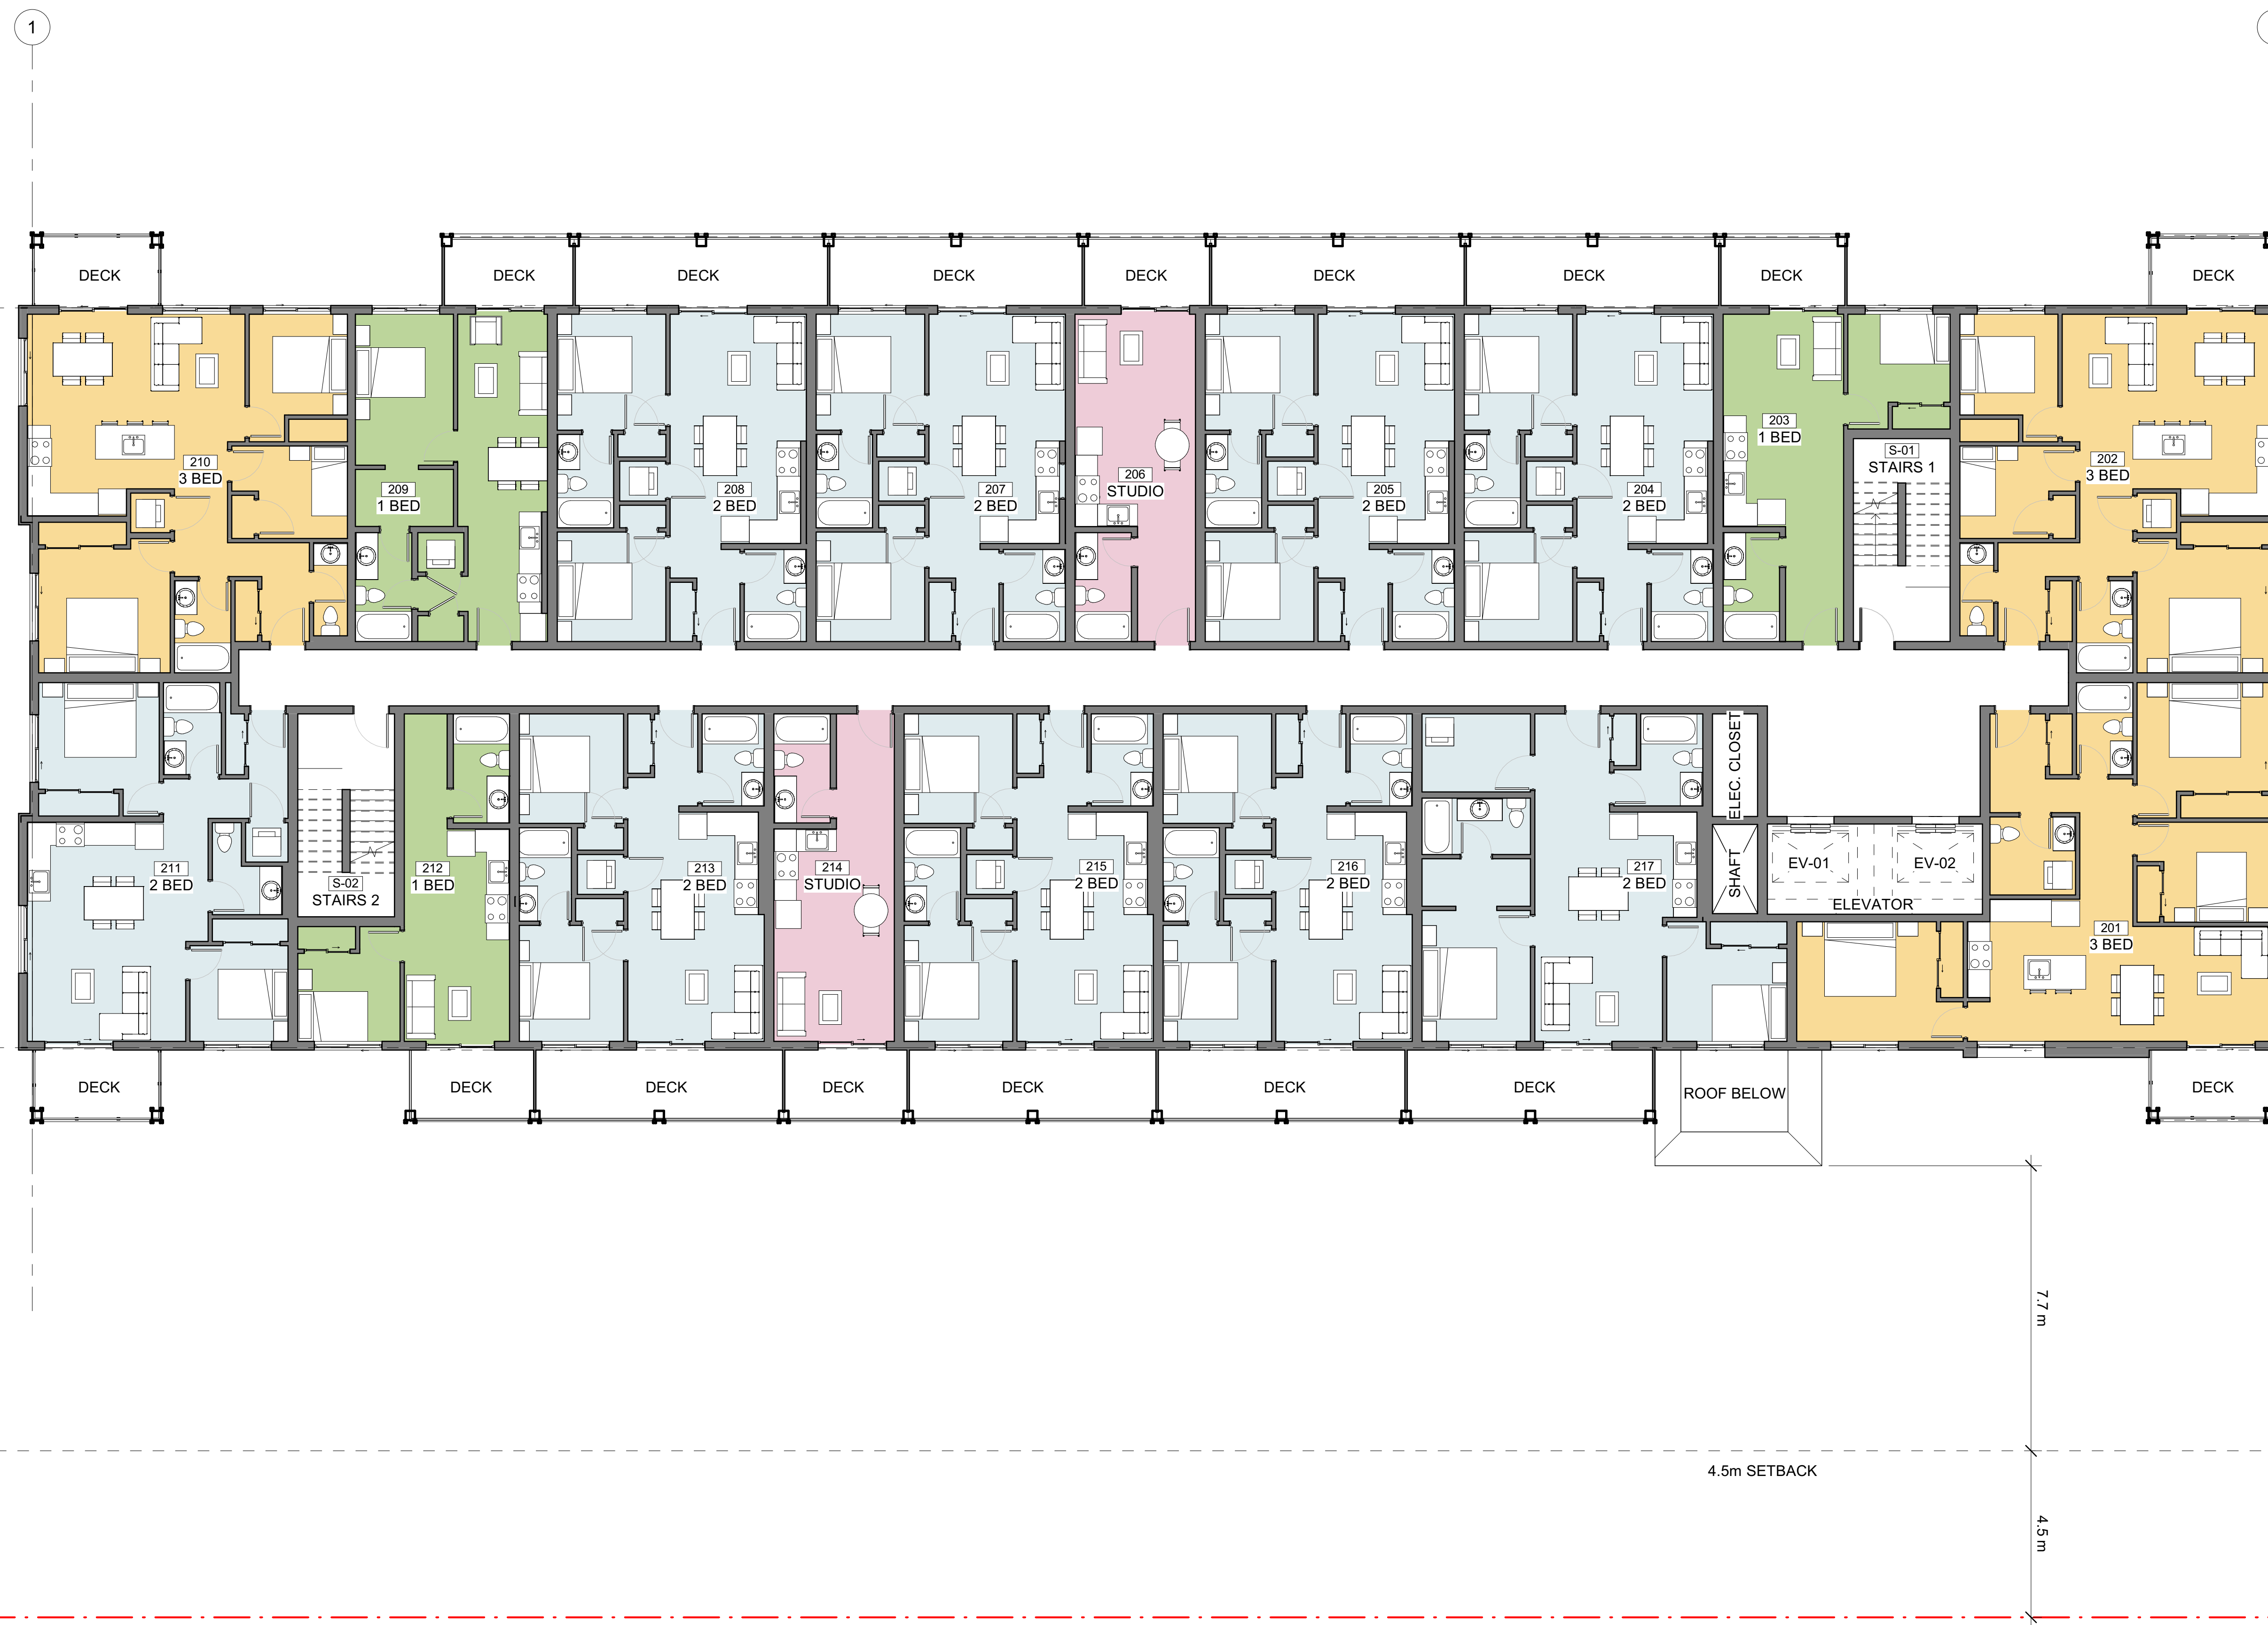 1
DECK
DECK
DECK
DECK
DECK
DECK
DECK
DECK
DECK
210
3 BED
209
1 BED
208
2 BED
207
2 BED
206
STUDIO
205
2 BED
204
2 BED
203
1 BED
S-01
STAIRS 1
202
3 BED
211
2 BED
S-02
STAIRS 2
212
1 BED
213
2 BED
214
STUDIO
215
2 BED
216
2 BED
217
2 BED
ELEC. CLOSET
SHAFT
EV-01
EV-02
ELEVATOR
201
3 BED
DECK
DECK
DECK
DECK
DECK
DECK
DECK
ROOF BELOW
DECK
7.7 m
4.5m SETBACK
4.5 m